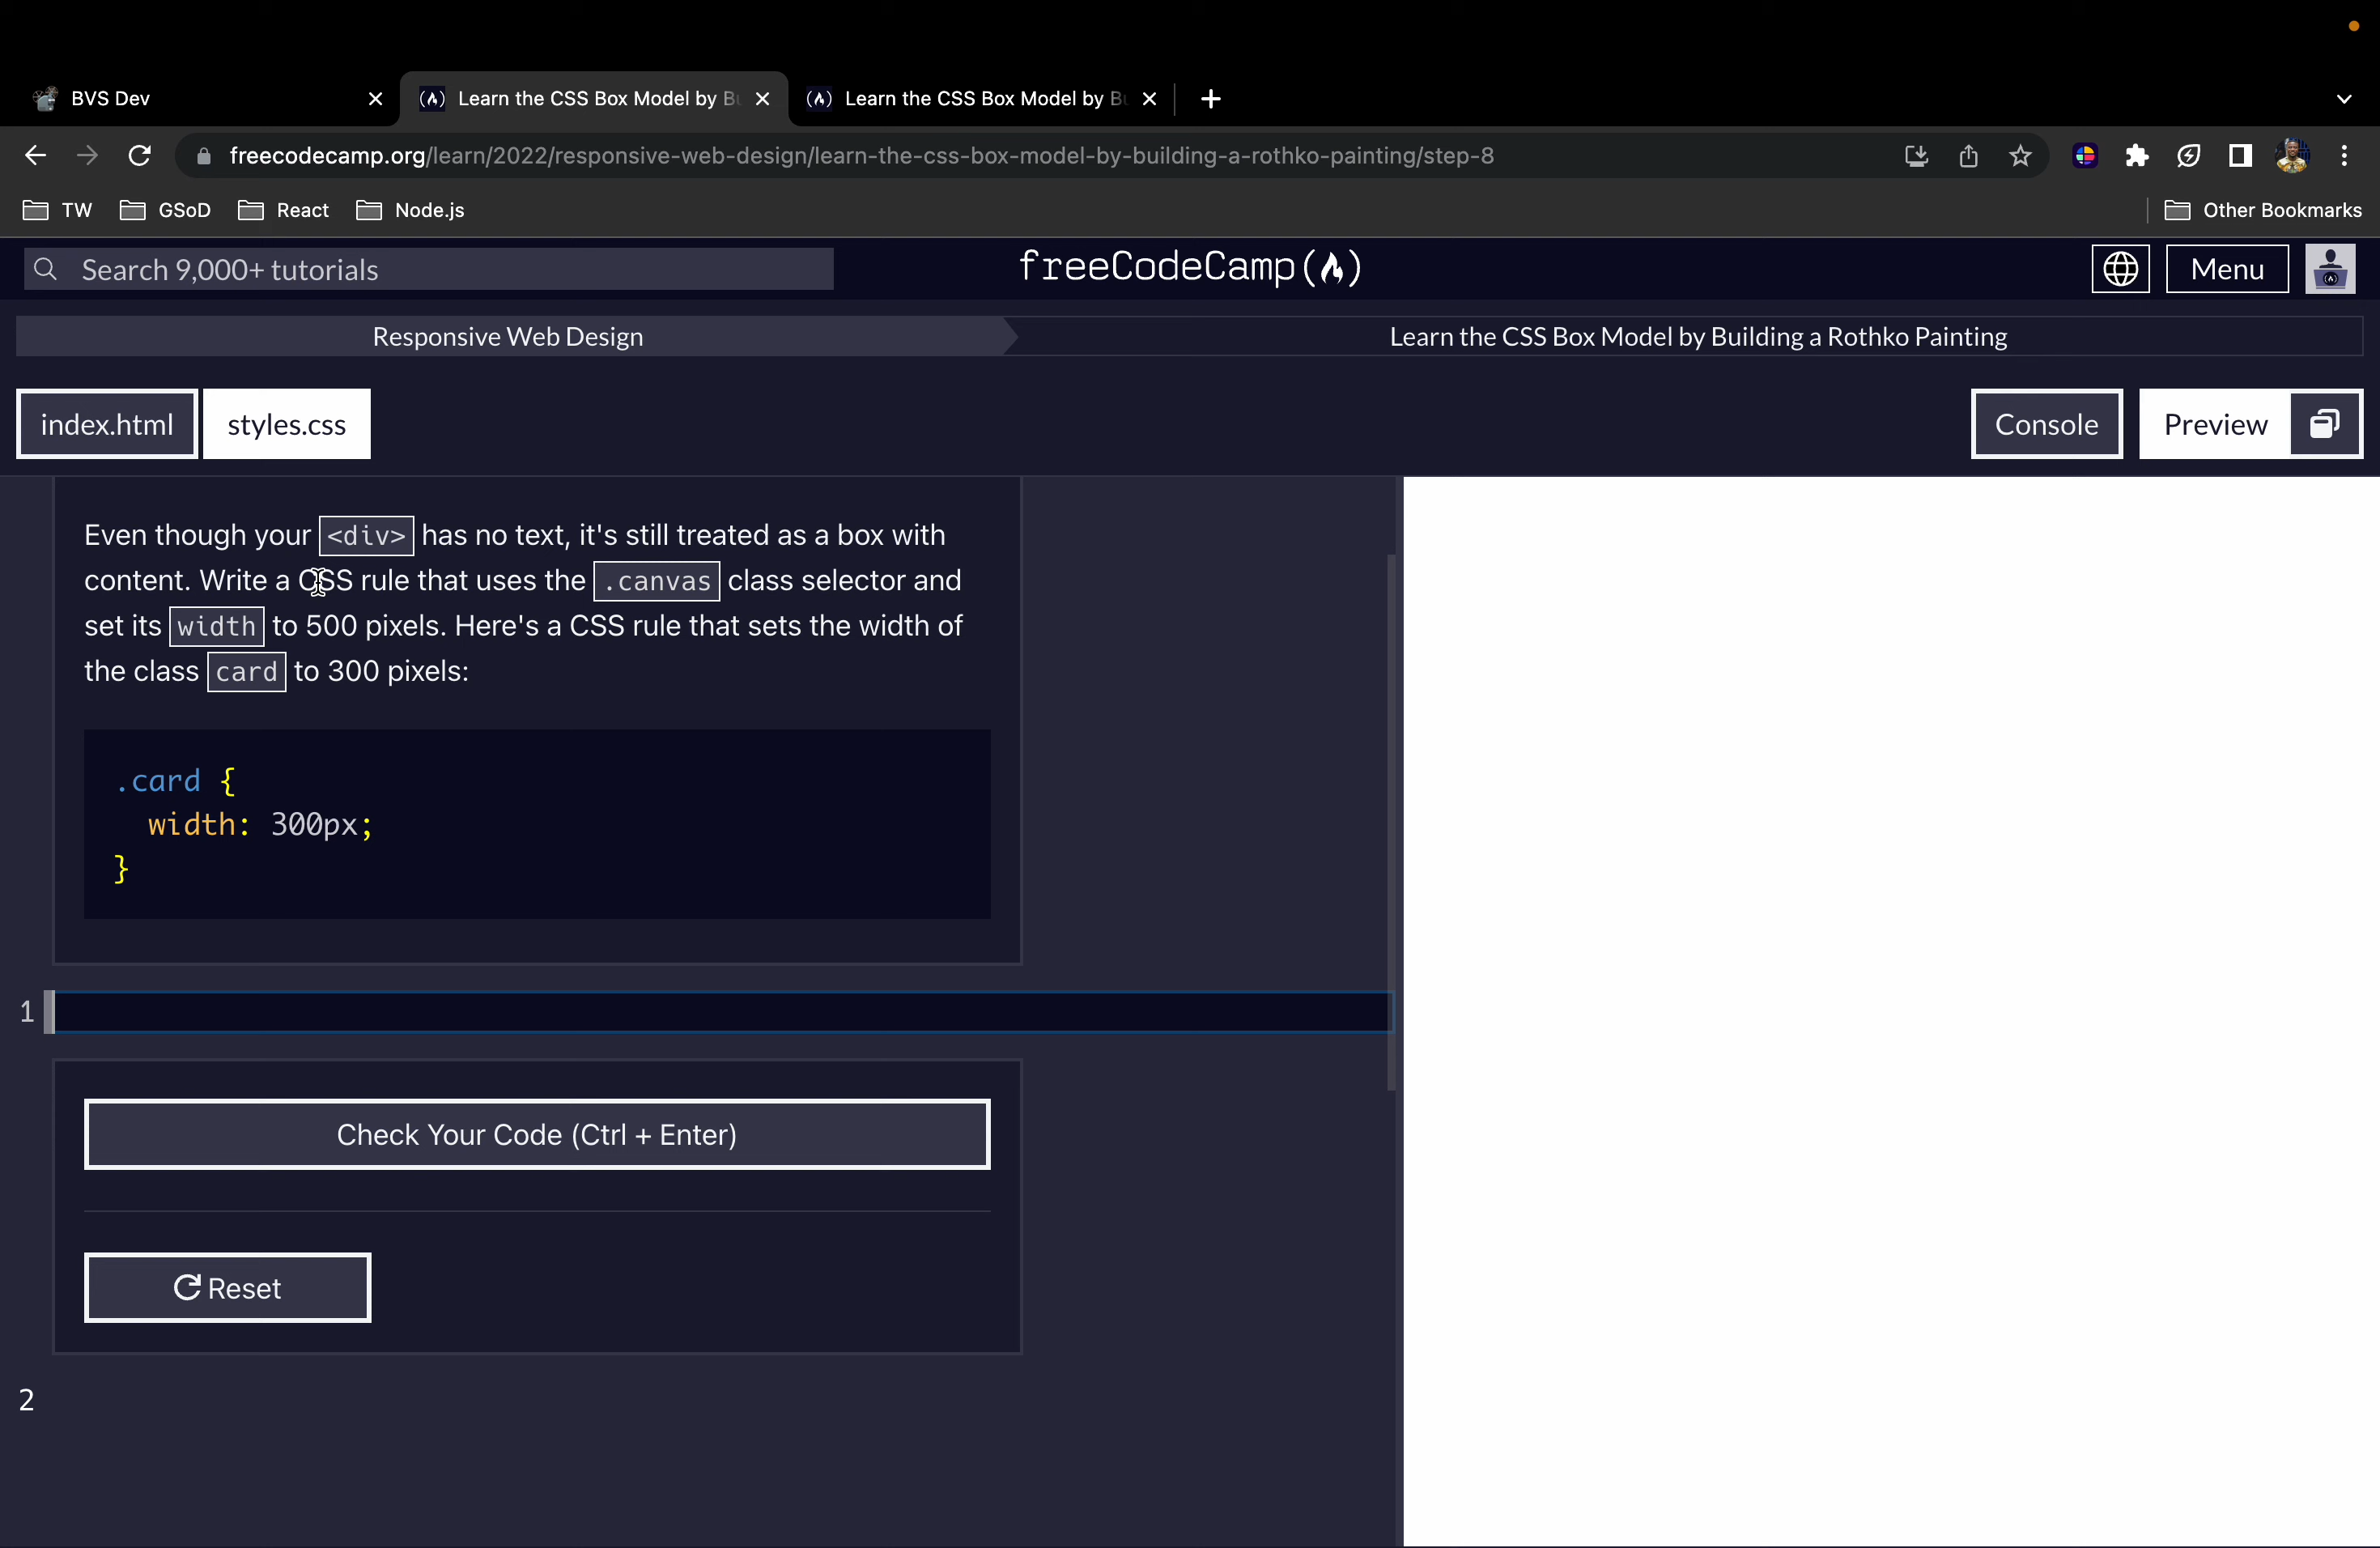 BVS Dev
Learn the CSS Box Model by Bu
Learn the CSS Box Model by Bu
freecodecamp.org/learn/2022/responsive-web-design/learn-the-css-box-model-by-building-a-rothko-painting/step-8
TW GSoD React Node.js Other Bookmarks
Search 9,000+ tutorials freeCodeCamp Menu
Responsive Web Design Learn the CSS Box Model by Building a Rothko Painting
index.html styles.css Console Preview
Even though your <div> has no text, it's still treated as a box with
content. Write a CSS rule that uses the .canvas class selector and
set its width to 500 pixels. Here's a CSS rule that sets the width of
the class card to 300 pixels:
.card {
width: 300px;
}
1
Check Your Code (Ctrl + Enter)
Reset
2